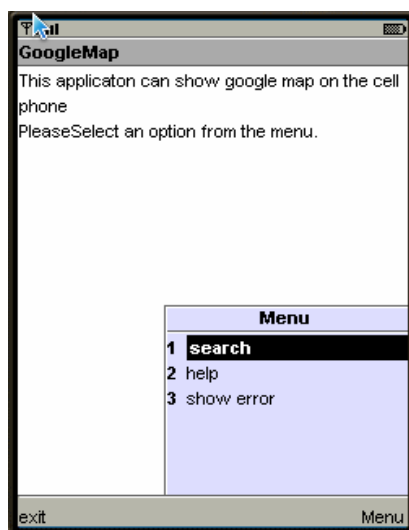 GoogleMap
This applicaton can show google map on the cell
phone
PleaseSelect an option from the menu.
Menu
1 search
2 help
3 show error
exit Menu